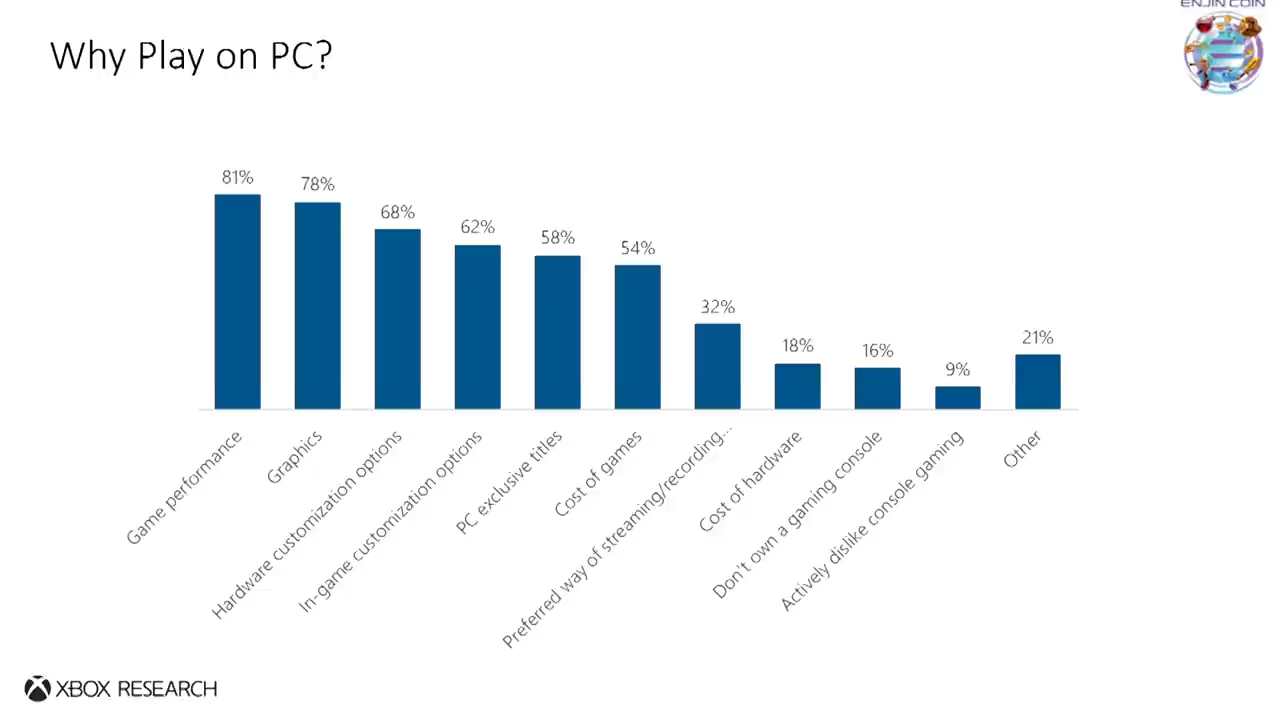 ENJIN COIN
Why Play on PC?
81%
78%
68%
62%
58%
54%
32%
18%
16%
9%
21%
Game performance
Graphics
Hardware customization options
In-game customization options
PC exclusive titles
Cost of games
Preferred way of streaming/recording...
Cost of hardware
Don't own a gaming console
Actively dislike console gaming
Other
XBOX RESEARCH